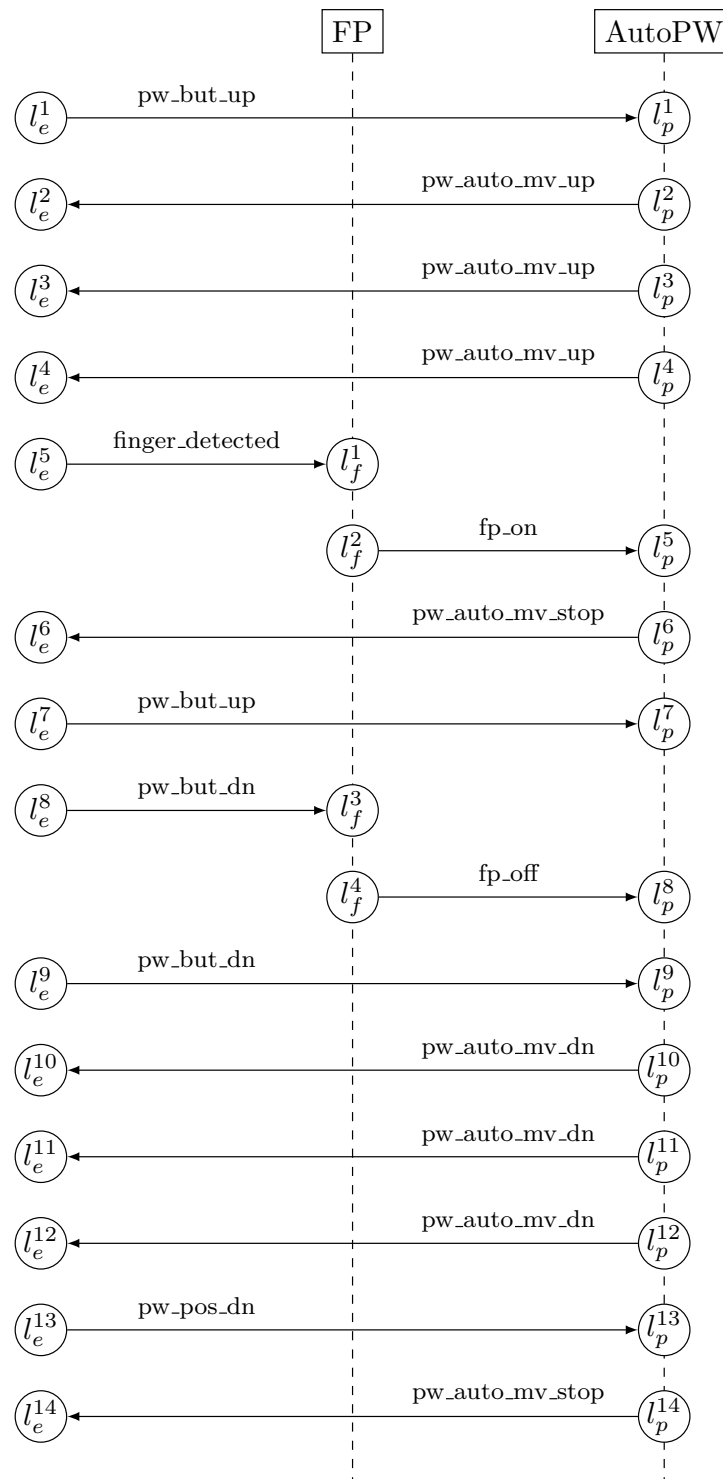 FP AutoPW
pw_but_up
l_e^1 l_p^1
pw_auto_mv_up
l_e^2 l_p^2
pw_auto_mv_up
l_e^3 l_p^3
pw_auto_mv_up
l_e^4 l_p^4
finger_detected
l_e^5 l_f^1
fp_on
l_f^2 l_p^5
pw_auto_mv_stop
l_e^6 l_p^6
pw_but_up
l_e^7 l_p^7
pw_but_dn
l_e^8 l_f^3
fp_off
l_f^4 l_p^8
pw_but_dn
l_e^9 l_p^9
pw_auto_mv_dn
l_e^10 l_p^10
pw_auto_mv_dn
l_e^11 l_p^11
pw_auto_mv_dn
l_e^12 l_p^12
pw_pos_dn
l_e^13 l_p^13
pw_auto_mv_stop
l_e^14 l_p^14